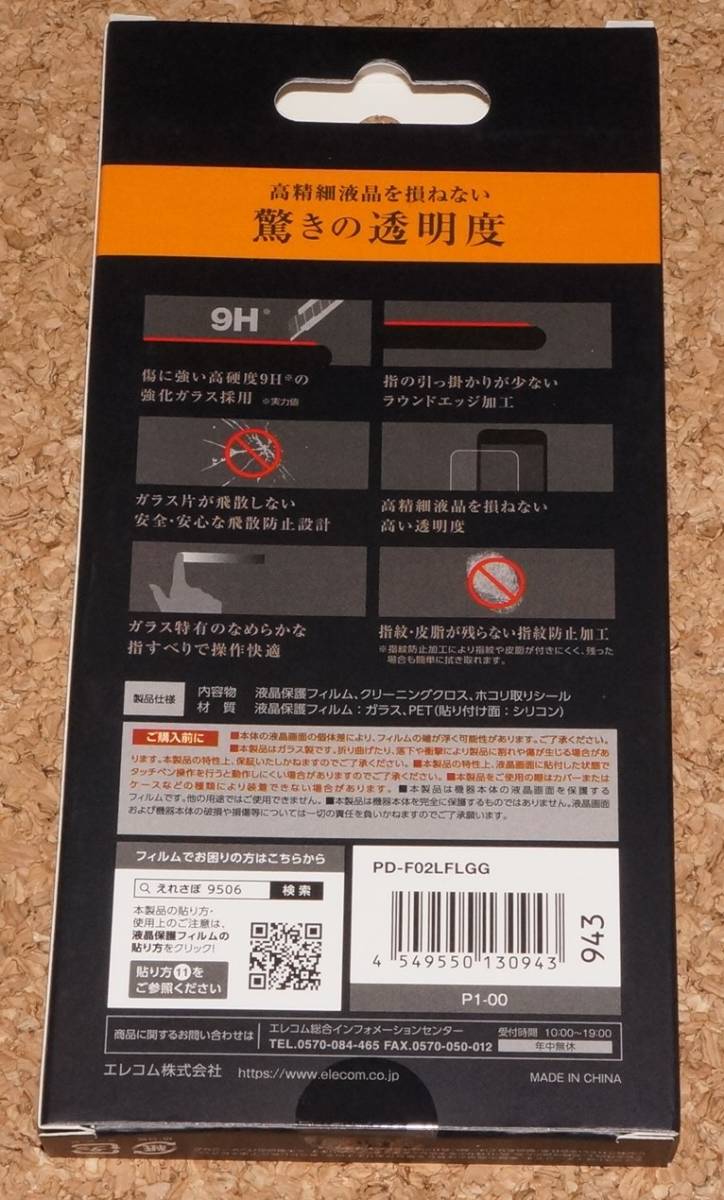 高精細液晶を損ねない
驚きの透明度
9H※
傷に強い高硬度9H※の
強化ガラス採用 ※実力値
指の引っ掛かりが少ない
ラウンドエッジ加工
ガラス片が飛散しない
安全・安心な飛散防止設計
高精細液晶を損ねない
高い透明度
ガラス特有のなめらかな
指すべりで操作快適
指紋・皮脂が残らない指紋防止加工
※指紋防止加工により指紋や皮脂が付きにくく、残った
場合も簡単に拭き取れます。
製品仕様
内容物 液晶保護フィルム、クリーニングクロス、ホコリ取りシール
材質 液晶保護フィルム：ガラス、PET（貼り付け面：シリコン）
ご購入前に ■本体の液晶画面の個体差により、フィルムの端が浮く可能性があります。ご了承ください。
■本製品はガラス製です。折り曲げたり、落下や衝撃により製品に割れや傷が生じる場合があ
ります。本製品の特性上、保証いたしかねますのでご了承ください。■本製品の特性上、液晶画面に貼付した状態で
タッチペン操作を行うと動作しにくい場合がありますのでご了承ください。■本製品をご使用の際はカバーまたは
ケースなどの種類により装着できない場合があります。■本製品は機器本体の液晶画面を保護する
フィルムです。他の用途ではご使用できません。■本製品は機器本体を完全に保護するものではありません。液晶画面
および機器本体の破損や損傷等については一切の責任を負いかねますのでご了承願います。
フィルムでお困りの方はこちらから
えれさぽ 9506 検索
本製品の貼り方・
使用上のご注意は、
液晶保護フィルムの
貼り方をクリック!
貼り方⑪を
ご参照ください
PD-F02LFLGG
4 549550 130943
943
P1-00
商品に関するお問い合わせは
エレコム総合インフォメーションセンター
TEL.0570-084-465 FAX.0570-050-012
受付時間 10:00～19:00
年中無休
エレコム株式会社 https://www.elecom.co.jp
MADE IN CHINA